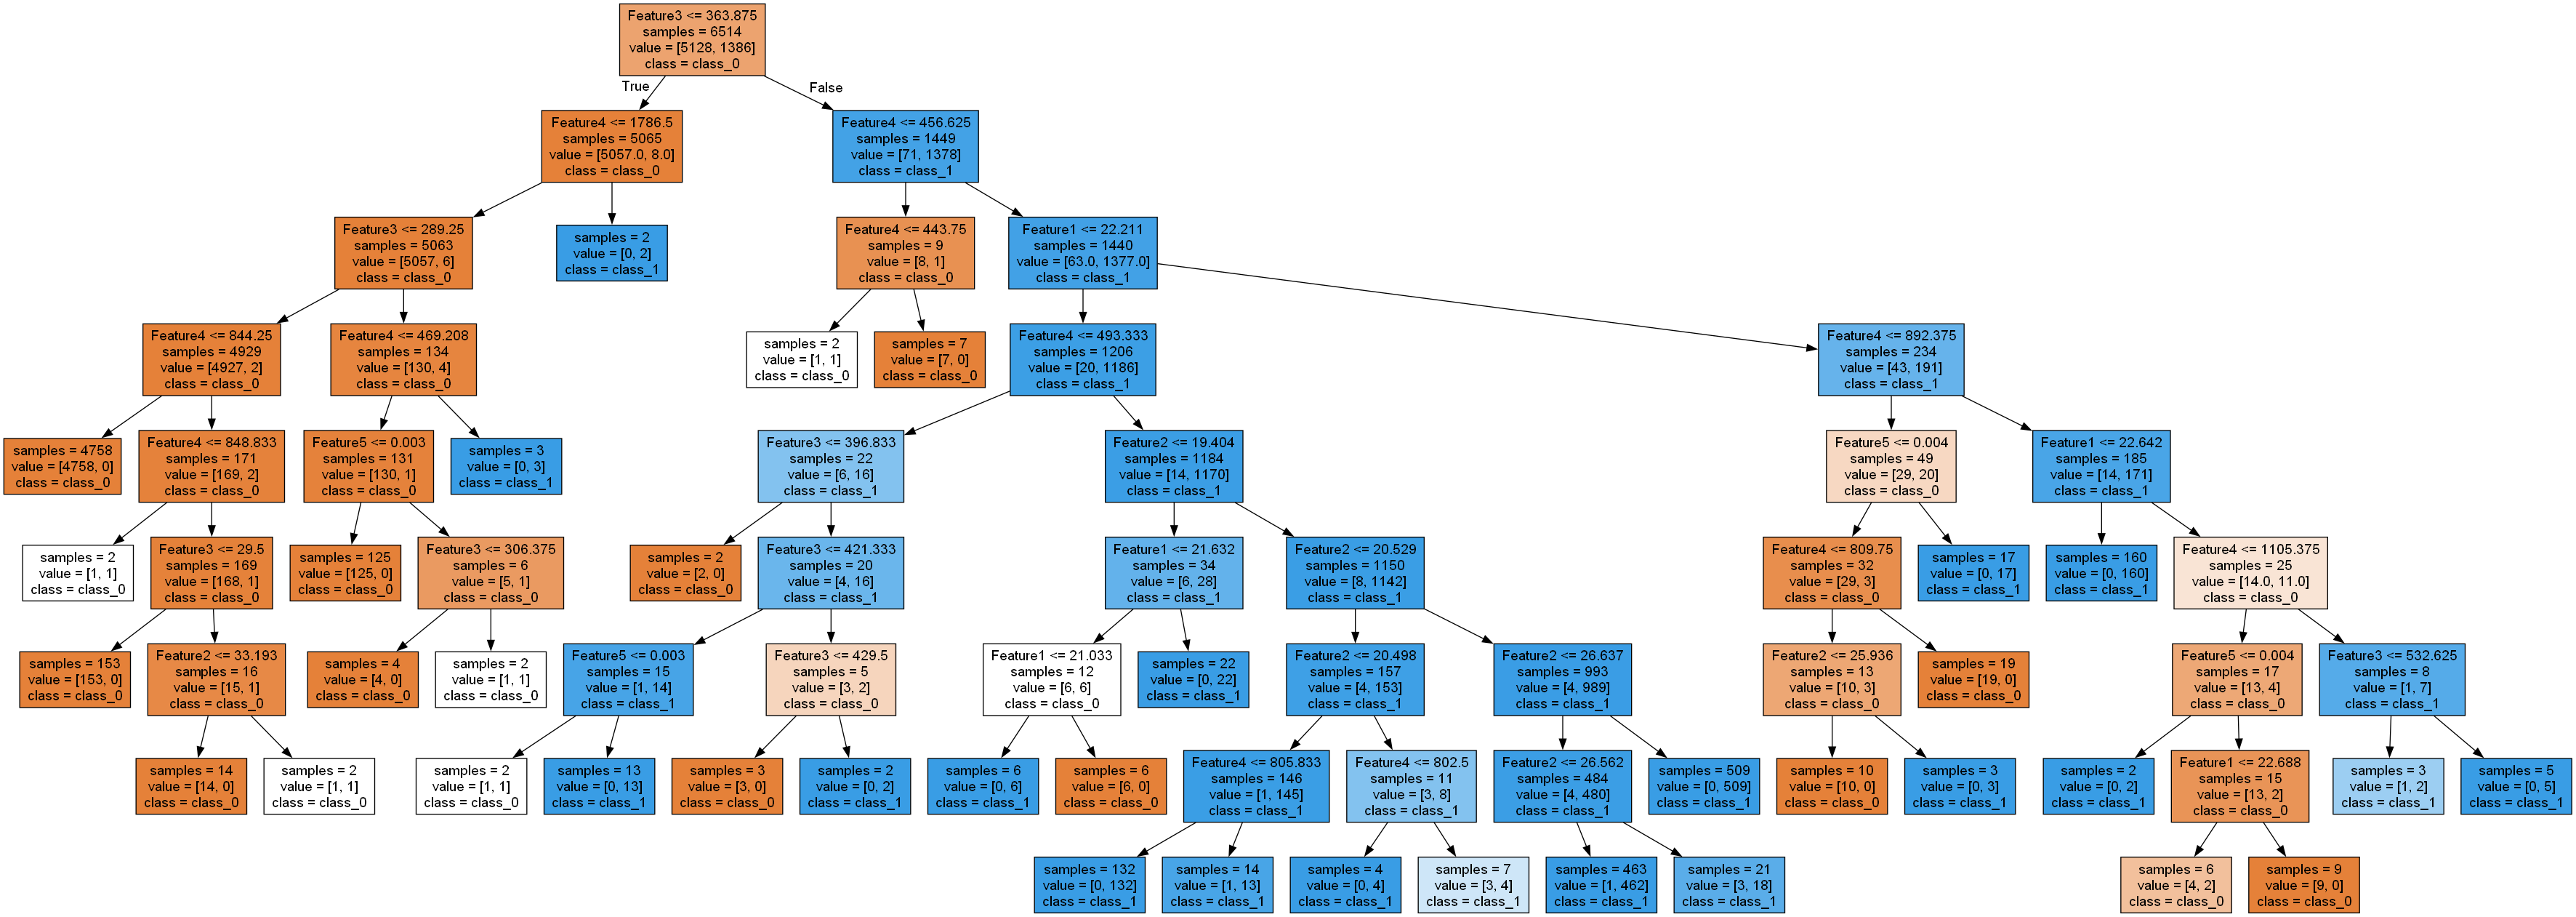 Feature3 <= 363.875
samples = 6514
value = [5128, 1386]
class = class_0
True
False
Feature4 <= 1786.5
samples = 5065
value = [5057.0, 8.0]
class = class_0
Feature4 <= 456.625
samples = 1449
value = [71, 1378]
class = class_1
Feature3 <= 289.25
samples = 5063
value = [5057, 6]
class = class_0
samples = 2
value = [0, 2]
class = class_1
Feature4 <= 443.75
samples = 9
value = [8, 1]
class = class_0
Feature1 <= 22.211
samples = 1440
value = [63.0, 1377.0]
class = class_1
Feature4 <= 844.25
samples = 4929
value = [4927, 2]
class = class_0
Feature4 <= 469.208
samples = 134
value = [130, 4]
class = class_0
samples = 2
value = [1, 1]
class = class_0
samples = 7
value = [7, 0]
class = class_0
Feature4 <= 493.333
samples = 1206
value = [20, 1186]
class = class_1
Feature4 <= 892.375
samples = 234
value = [43, 191]
class = class_1
samples = 4758
value = [4758, 0]
class = class_0
Feature4 <= 848.833
samples = 171
value = [169, 2]
class = class_0
Feature5 <= 0.003
samples = 131
value = [130, 1]
class = class_0
samples = 3
value = [0, 3]
class = class_1
Feature3 <= 396.833
samples = 22
value = [6, 16]
class = class_1
Feature2 <= 19.404
samples = 1184
value = [14, 1170]
class = class_1
Feature5 <= 0.004
samples = 49
value = [29, 20]
class = class_0
Feature1 <= 22.642
samples = 185
value = [14, 171]
class = class_1
samples = 2
value = [1, 1]
class = class_0
Feature3 <= 29.5
samples = 169
value = [168, 1]
class = class_0
samples = 125
value = [125, 0]
class = class_0
Feature3 <= 306.375
samples = 6
value = [5, 1]
class = class_0
samples = 2
value = [2, 0]
class = class_0
Feature3 <= 421.333
samples = 20
value = [4, 16]
class = class_1
Feature1 <= 21.632
samples = 34
value = [6, 28]
class = class_1
Feature2 <= 20.529
samples = 1150
value = [8, 1142]
class = class_1
Feature4 <= 809.75
samples = 32
value = [29, 3]
class = class_0
samples = 17
value = [0, 17]
class = class_1
samples = 160
value = [0, 160]
class = class_1
Feature4 <= 1105.375
samples = 25
value = [14.0, 11.0]
class = class_0
samples = 153
value = [153, 0]
class = class_0
Feature2 <= 33.193
samples = 16
value = [15, 1]
class = class_0
samples = 4
value = [4, 0]
class = class_0
samples = 2
value = [1, 1]
class = class_0
Feature5 <= 0.003
samples = 15
value = [1, 14]
class = class_1
Feature3 <= 429.5
samples = 5
value = [3, 2]
class = class_0
Feature1 <= 21.033
samples = 12
value = [6, 6]
class = class_0
samples = 22
value = [0, 22]
class = class_1
Feature2 <= 20.498
samples = 157
value = [4, 153]
class = class_1
Feature2 <= 26.637
samples = 993
value = [4, 989]
class = class_1
Feature2 <= 25.936
samples = 13
value = [10, 3]
class = class_0
samples = 19
value = [19, 0]
class = class_0
Feature5 <= 0.004
samples = 17
value = [13, 4]
class = class_0
Feature3 <= 532.625
samples = 8
value = [1, 7]
class = class_1
samples = 14
value = [14, 0]
class = class_0
samples = 2
value = [1, 1]
class = class_0
samples = 2
value = [1, 1]
class = class_0
samples = 13
value = [0, 13]
class = class_1
samples = 3
value = [3, 0]
class = class_0
samples = 2
value = [0, 2]
class = class_1
samples = 6
value = [0, 6]
class = class_1
samples = 6
value = [6, 0]
class = class_0
Feature4 <= 805.833
samples = 146
value = [1, 145]
class = class_1
Feature4 <= 802.5
samples = 11
value = [3, 8]
class = class_1
Feature2 <= 26.562
samples = 484
value = [4, 480]
class = class_1
samples = 509
value = [0, 509]
class = class_1
samples = 10
value = [10, 0]
class = class_0
samples = 3
value = [0, 3]
class = class_1
samples = 2
value = [0, 2]
class = class_1
Feature1 <= 22.688
samples = 15
value = [13, 2]
class = class_0
samples = 3
value = [1, 2]
class = class_1
samples = 5
value = [0, 5]
class = class_1
samples = 132
value = [0, 132]
class = class_1
samples = 14
value = [1, 13]
class = class_1
samples = 4
value = [0, 4]
class = class_1
samples = 7
value = [3, 4]
class = class_1
samples = 463
value = [1, 462]
class = class_1
samples = 21
value = [3, 18]
class = class_1
samples = 6
value = [4, 2]
class = class_0
samples = 9
value = [9, 0]
class = class_0